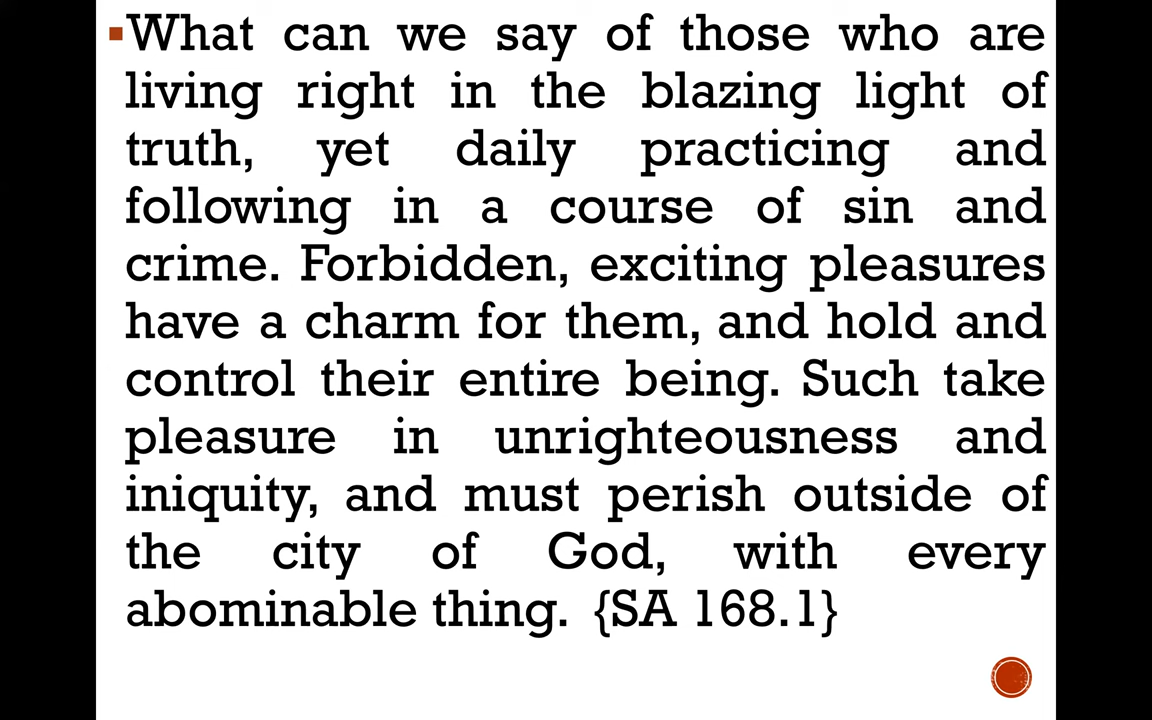 What can we say of those who are
living right in the blazing light of
truth, yet daily practicing and
following in a course of sin and
crime. Forbidden, exciting pleasures
have a charm for them, and hold and
control their entire being. Such take
pleasure in unrighteousness and
iniquity, and must perish outside of
the city of God, with every
abominable thing. {SA 168.1}